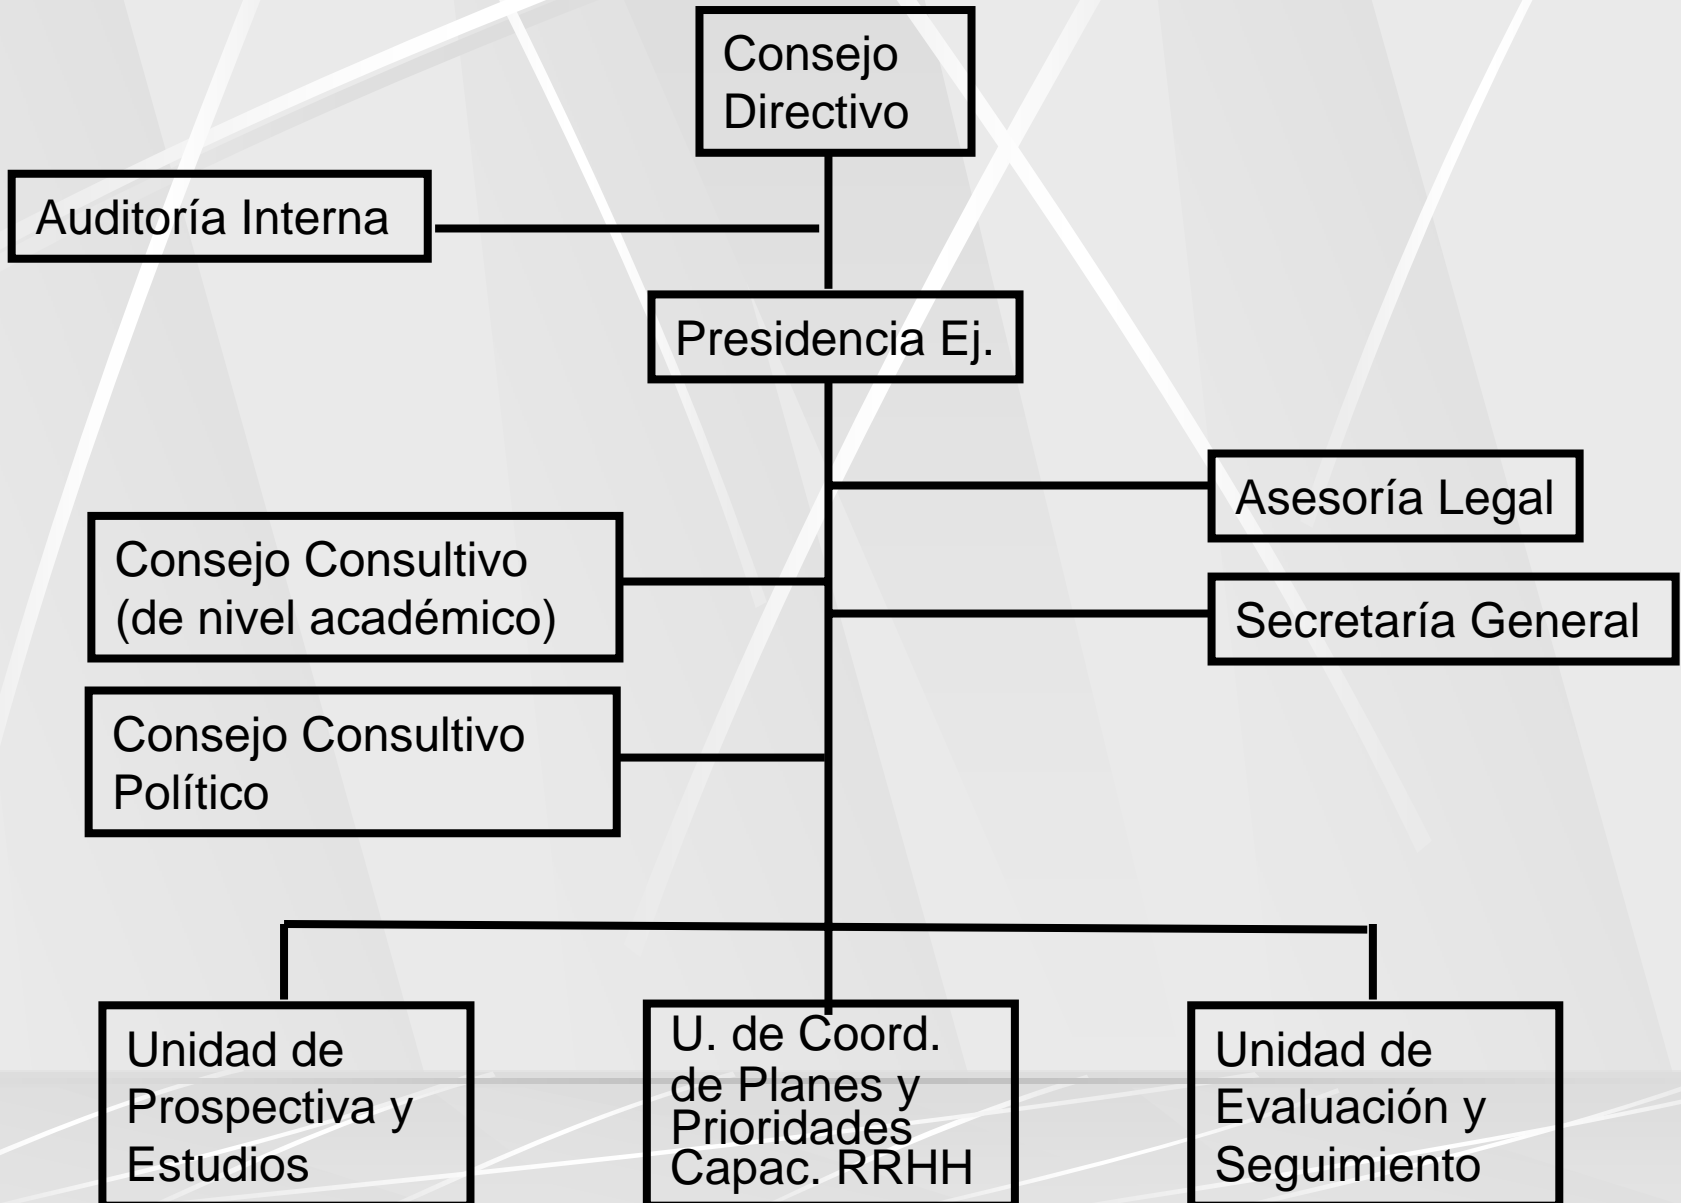 Consejo
Directivo
Auditoría Interna
Presidencia Ej.
Asesoría Legal
Consejo Consultivo
(de nivel académico)
Secretaría General
Consejo Consultivo
Político
Unidad de
Prospectiva y
Estudios
U. de Coord.
de Planes y
Prioridades
Capac. RRHH
Unidad de
Evaluación y
Seguimiento